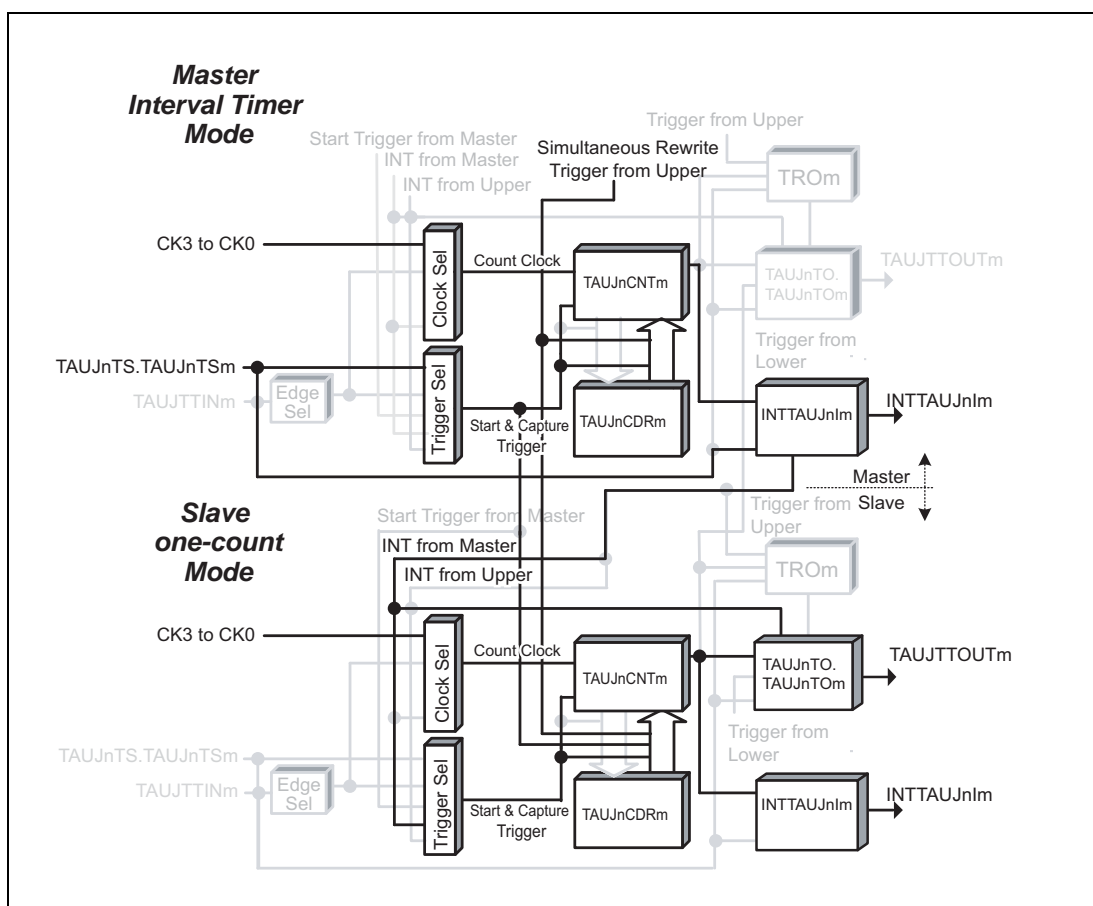 Master
Interval Timer
Mode
Start Trigger from Master
INT from Master
INT from Upper
Simultaneous Rewrite
Trigger from Upper
Trigger from Upper
TROm
CK3 to CK0
Clock Sel
Count Clock
TAUJnCNTm
TAUJnTO.
TAUJnTOm
TAUJTTOUTm
Trigger from
Lower
TAUJnTS.TAUJnTSm
TAUJTTINm
Edge
Sel
Trigger Sel
Start & Capture
Trigger
TAUJnCDRm
INTTAUJnIm
INTTAUJnIm
Master
Slave
Slave
one-count
Mode
Start Trigger from Master
INT from Master
INT from Upper
Trigger from
Upper
TROm
CK3 to CK0
Clock Sel
Count Clock
TAUJnCNTm
TAUJnTO.
TAUJnTOm
TAUJTTOUTm
Trigger from
Lower
TAUJnTS.TAUJnTSm
TAUJTTINm
Edge
Sel
Trigger Sel
Start & Capture
Trigger
TAUJnCDRm
INTTAUJnIm
INTTAUJnIm